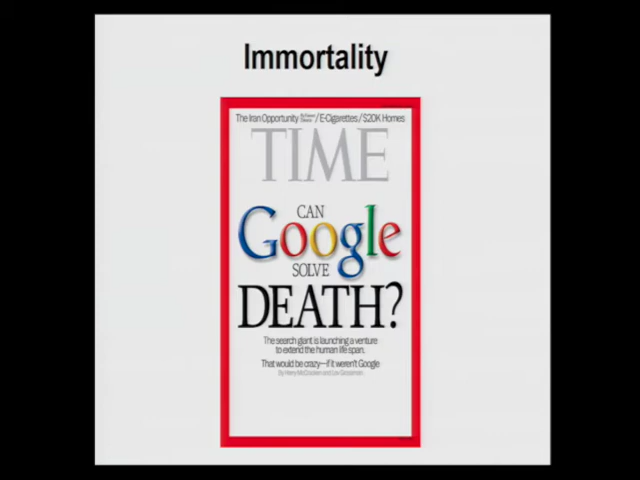 Immortality
The Iran Opportunity / E-Cigarettes / $20K Homes
TIME
CAN
Google
SOLVE
DEATH?
The search giant is launching a venture
to extend the human life span.
That would be crazy—if it weren't Google
By Harry McCracken and Lev Grossman